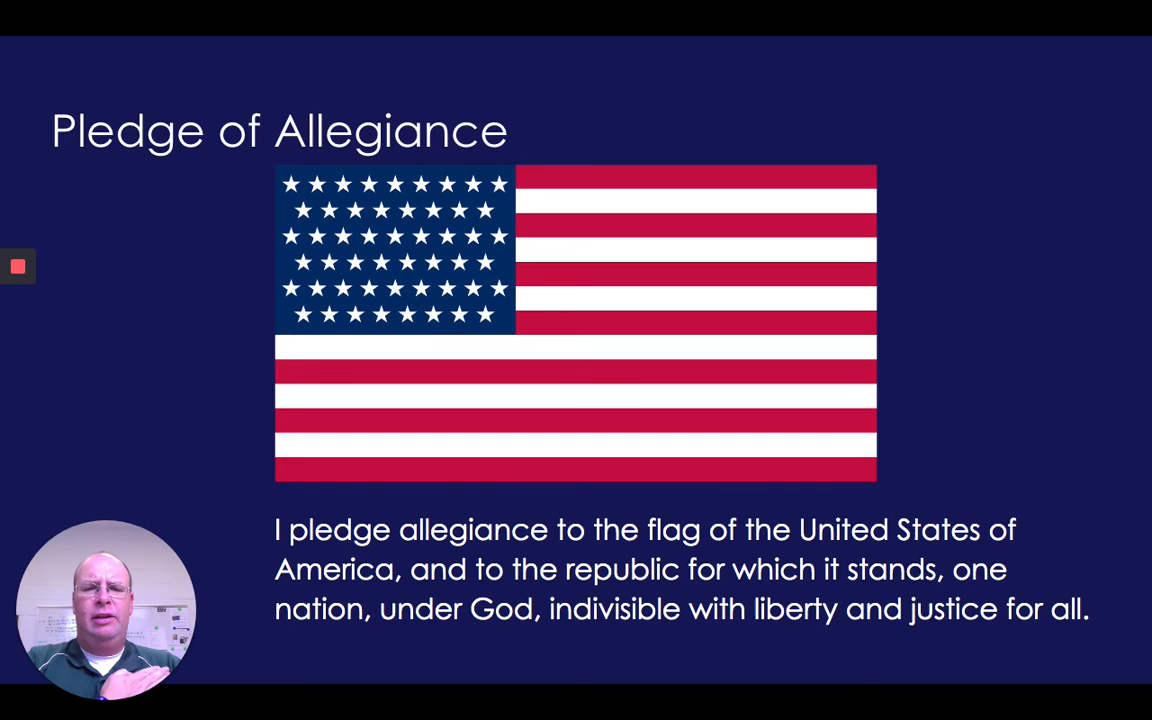 Pledge of Allegiance
I pledge allegiance to the flag of the United States of
America, and to the republic for which it stands, one
nation, under God, indivisible with liberty and justice for all.